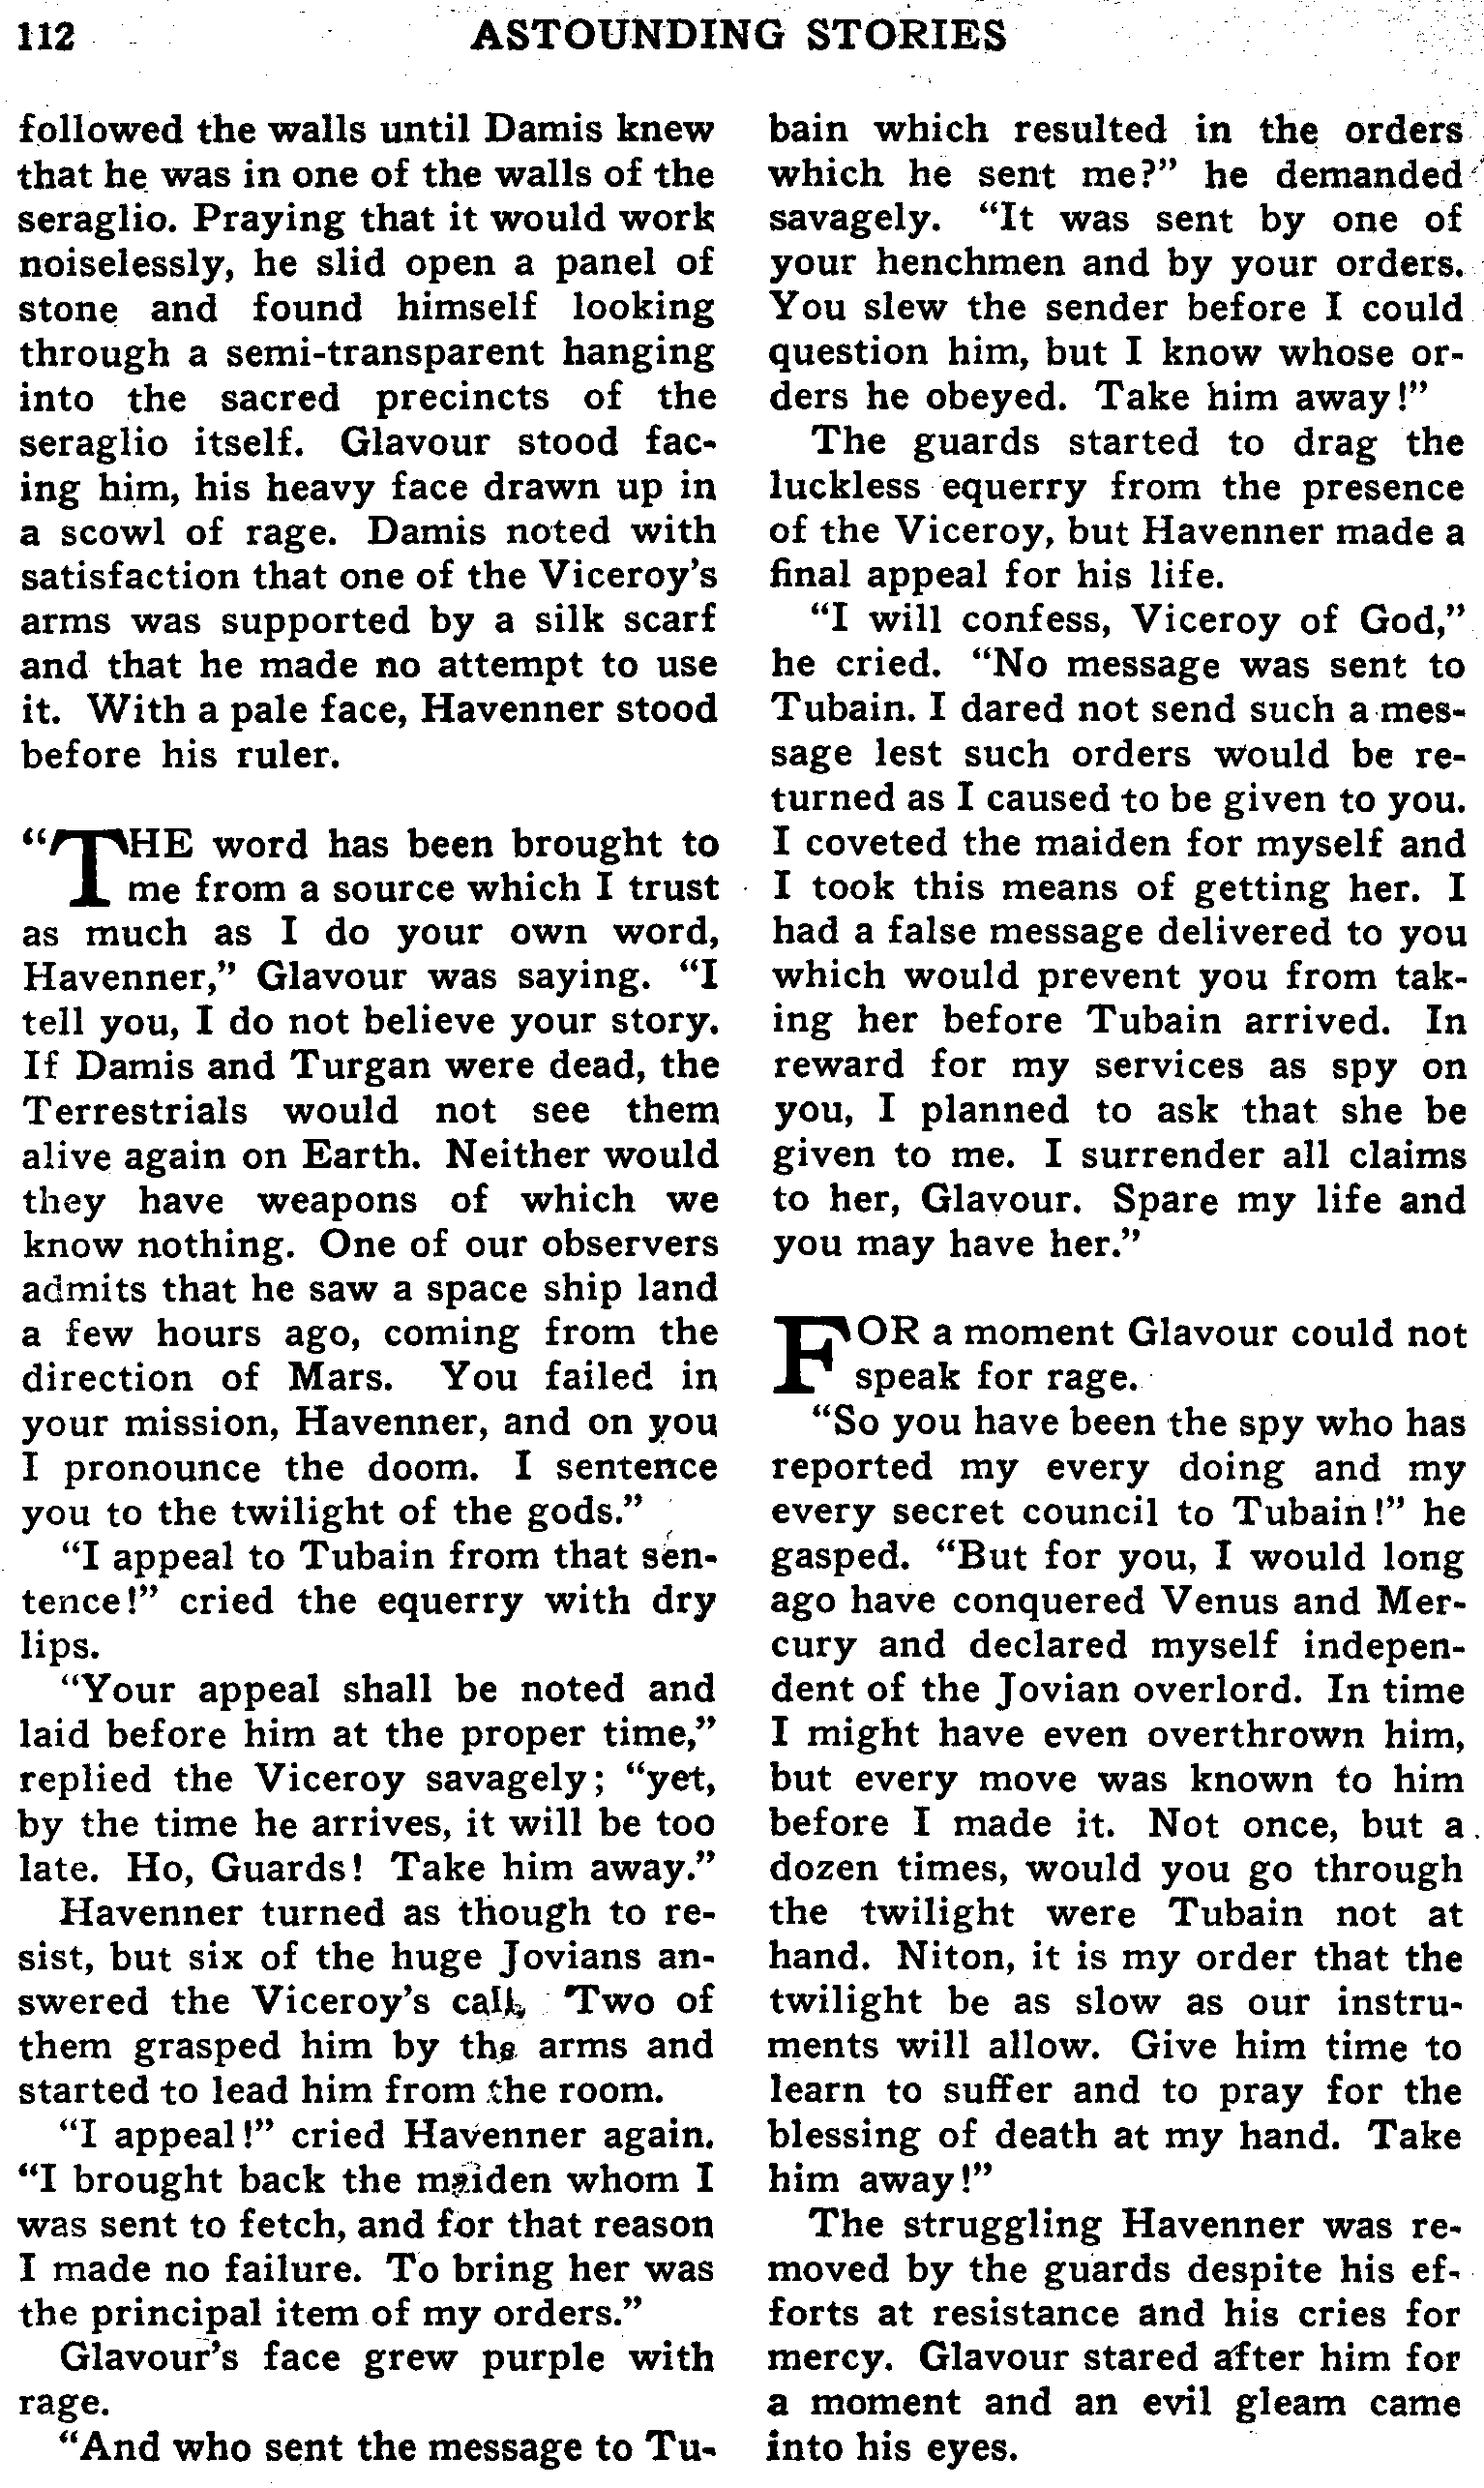 112
ASTOUNDING STORIES
followed the walls until Damis knew
that he was in one of the walls of the
seraglio. Praying that it would work
noiselessly, he slid open a panel of
stone and found himself looking
through a semi-transparent hanging
into the sacred precincts of the
seraglio itself. Glavour stood fac-
ing him, his heavy face drawn up in
a scowl of rage. Damis noted with
satisfaction that one of the Viceroy's
arms was supported by a silk scarf
and that he made no attempt to use
it. With a pale face, Havenner stood
before his ruler.
"THE word has been brought to
me from a source which I trust
as much as I do your own word,
Havenner," Glavour was saying. "I
tell you, I do not believe your story.
If Damis and Turgan were dead, the
Terrestrials would not see them
alive again on Earth. Neither would
they have weapons of which we
know nothing. One of our observers
admits that he saw a space ship land
a few hours ago, coming from the
direction of Mars. You failed in
your mission, Havenner, and on you
I pronounce the doom. I sentence
you to the twilight of the gods."
"I appeal to Tubain from that sen-
tence!" cried the equerry with dry
lips.
"Your appeal shall be noted and
laid before him at the proper time,"
replied the Viceroy savagely; "yet,
by the time he arrives, it will be too
late. Ho, Guards! Take him away."
Havenner turned as though to re-
sist, but six of the huge Jovians an-
swered the Viceroy's call. Two of
them grasped him by the arms and
started to lead him from the room.
"I appeal!" cried Havenner again.
"I brought back the maiden whom I
was sent to fetch, and for that reason
I made no failure. To bring her was
the principal item of my orders."
Glavour's face grew purple with
rage.
"And who sent the message to Tu-
bain which resulted in the orders
which he sent me?" he demanded
savagely. "It was sent by one of
your henchmen and by your orders.
You slew the sender before I could
question him, but I know whose or-
ders he obeyed. Take him away!"
The guards started to drag the
luckless equerry from the presence
of the Viceroy, but Havenner made a
final appeal for his life.
"I will confess, Viceroy of God,"
he cried. "No message was sent to
Tubain. I dared not send such a mes-
sage lest such orders would be re-
turned as I caused to be given to you.
I coveted the maiden for myself and
I took this means of getting her. I
had a false message delivered to you
which would prevent you from tak-
ing her before Tubain arrived. In
reward for my services as spy on
you, I planned to ask that she be
given to me. I surrender all claims
to her, Glavour. Spare my life and
you may have her."
FOR a moment Glavour could not
speak for rage.
"So you have been the spy who has
reported my every doing and my
every secret council to Tubain!" he
gasped. "But for you, I would long
ago have conquered Venus and Mer-
cury and declared myself indepen-
dent of the Jovian overlord. In time
I might have even overthrown him,
but every move was known to him
before I made it. Not once, but a
dozen times, would you go through
the twilight were Tubain not at
hand. Niton, it is my order that the
twilight be as slow as our instru-
ments will allow. Give him time to
learn to suffer and to pray for the
blessing of death at my hand. Take
him away!"
The struggling Havenner was re-
moved by the guards despite his ef-
forts at resistance and his cries for
mercy. Glavour stared after him for
a moment and an evil gleam came
into his eyes.